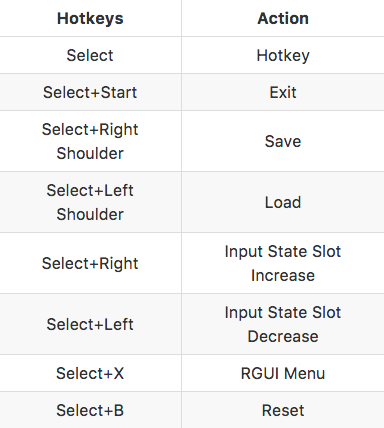 Hotkeys Action
Select Hotkey
Select+Start Exit
Select+Right
Shoulder
Save
Select+Left
Shoulder
Load
Select+Right
Input State Slot
Increase
Select+Left
Input State Slot
Decrease
Select+X RGUI Menu
Select+B Reset